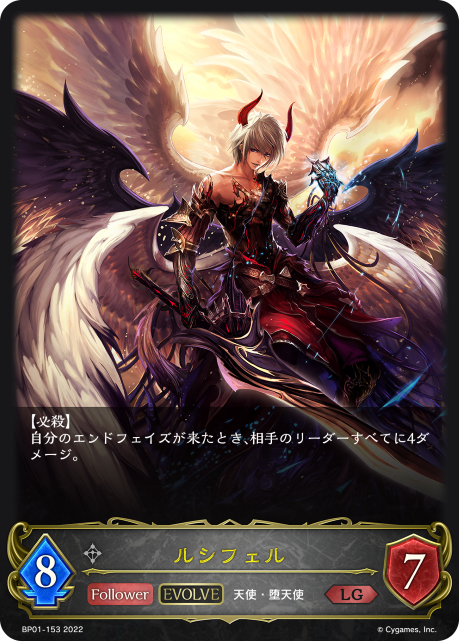 【必殺】
自分のエンドフェイズが来たとき、相手のリーダーすべてに4ダ
メージ。
ルシフェル
8
Follower EVOLVE 天使・堕天使 LG
7
BP01-153 2022
© Cygames, Inc.